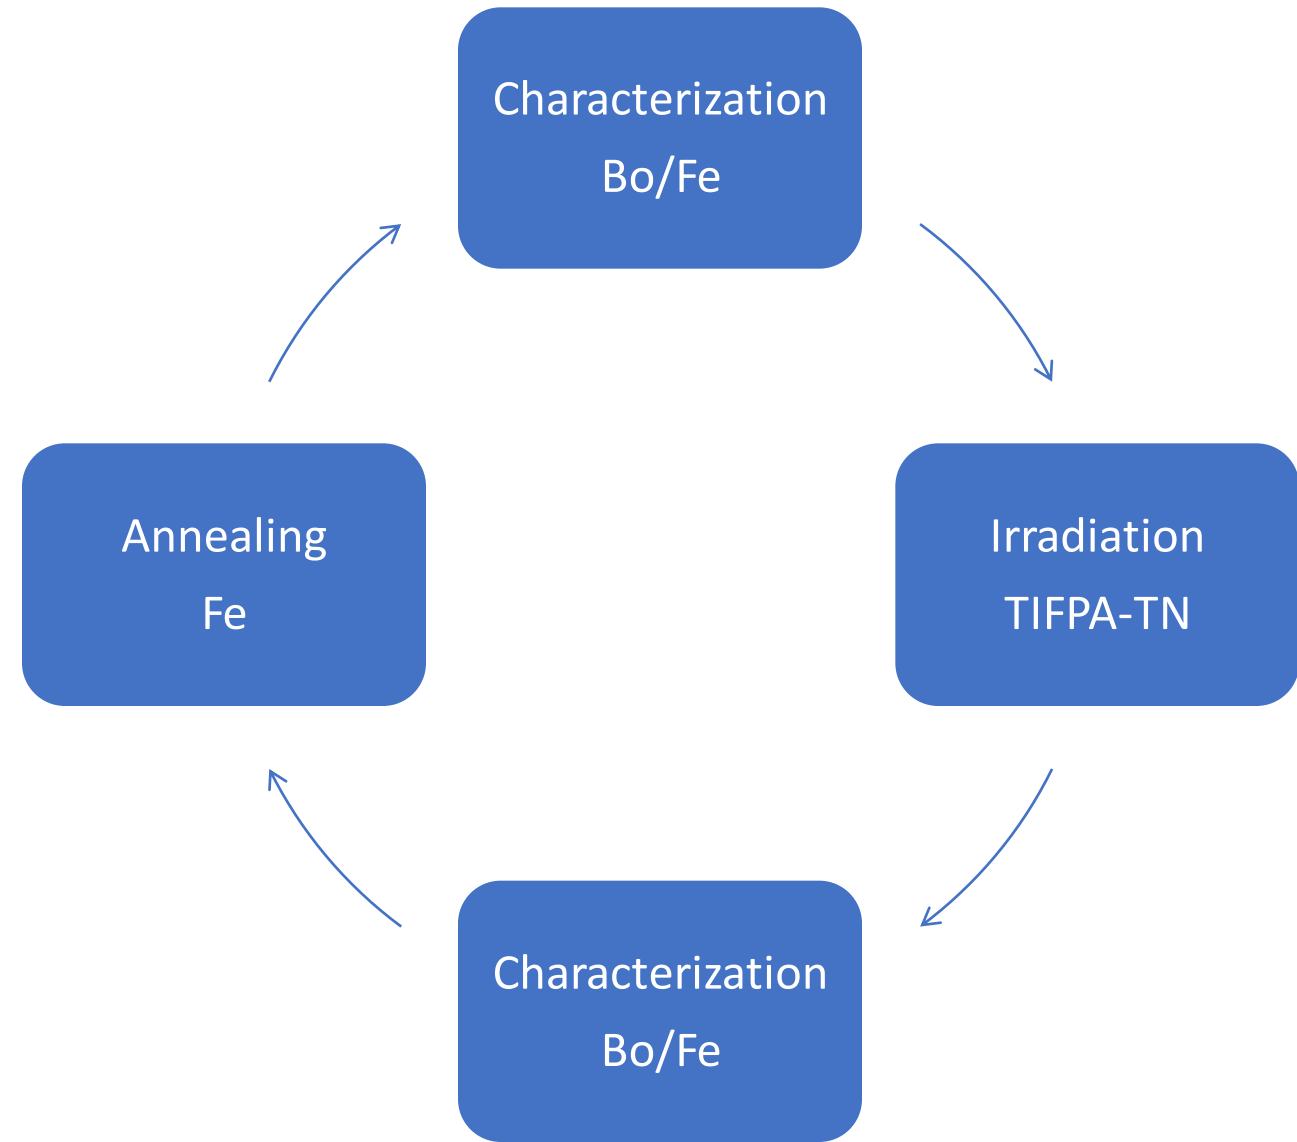 Characterization
Bo/Fe
Annealing
Fe
Irradiation
TIFPA-TN
Characterization
Bo/Fe